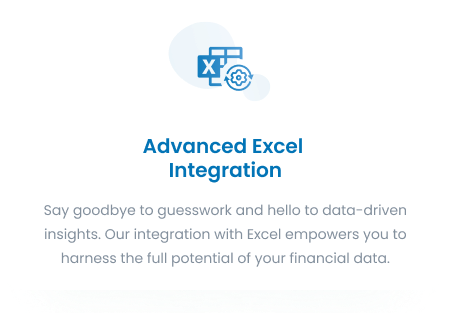 X
Advanced Excel
Integration
Say goodbye to guesswork and hello to data-driven
insights. Our integration with Excel empowers you to
harness the full potential of your financial data.